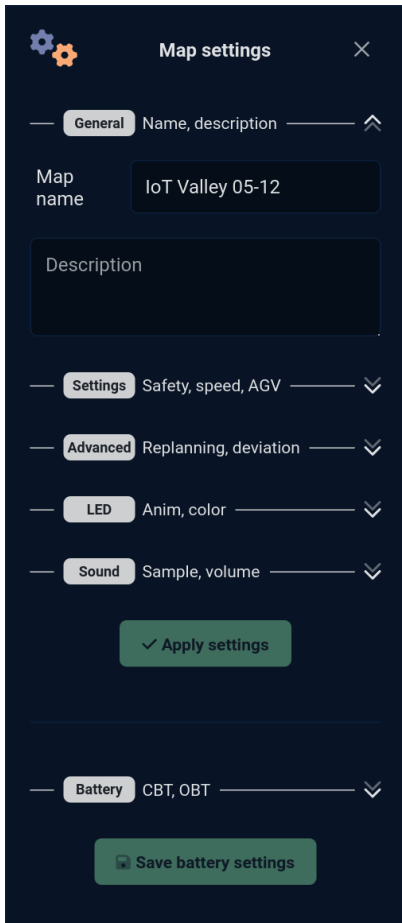 Map settings
General Name, description
Map
name
IoT Valley 05-12
Description
Settings Safety, speed, AGV
Advanced Replanning, deviation
LED Anim, color
Sound Sample, volume
Apply settings
Battery CBT, OBT
Save battery settings